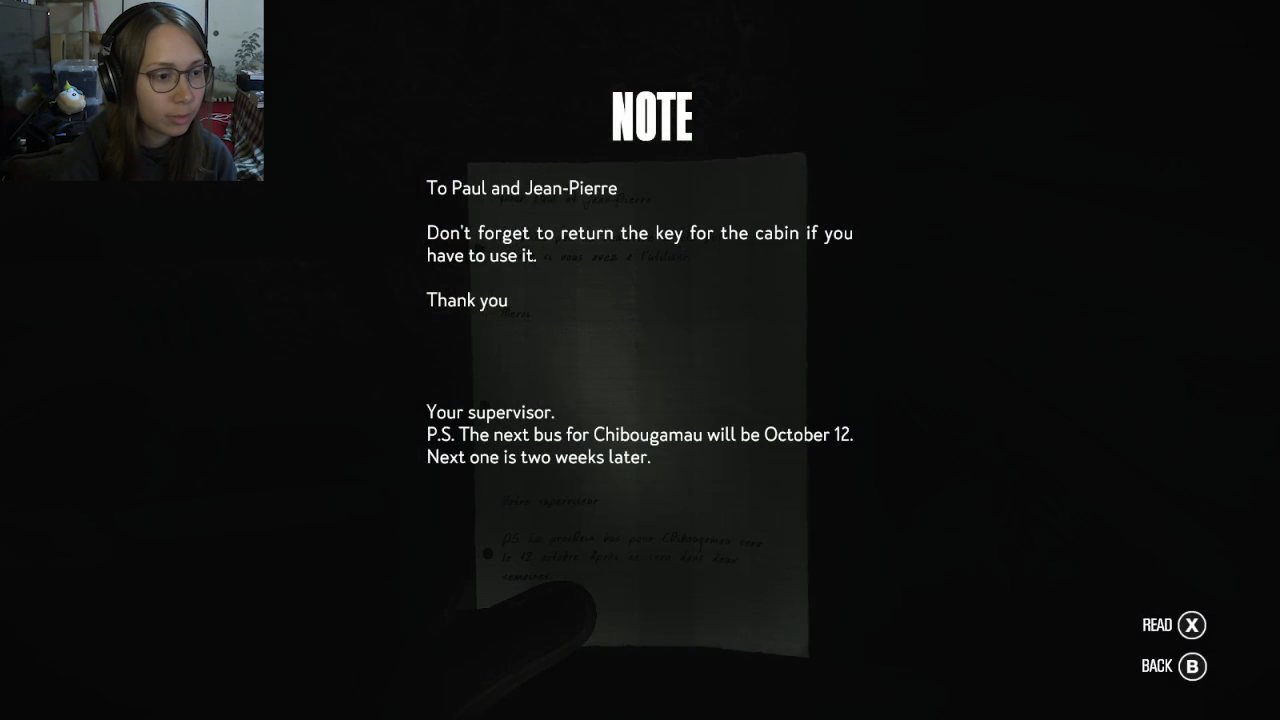 NOTE
To Paul and Jean-Pierre
Don't forget to return the key for the cabin if you
have to use it.
Thank you
Your supervisor.
P.S. The next bus for Chibougamau will be October 12.
Next one is two weeks later.
READ X
BACK B